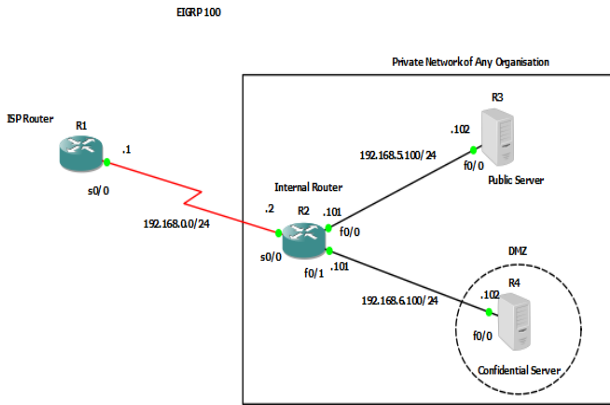 EIGRP 100
Private Network of Any Organisation
ISP Router
R1
.1
s0/0
192.168.0.0/24
R3
.102
192.168.5.100/24
f0/0
Public Server
Internal Router
.2
R2
.101
f0/0
s0/0
f0/1
.101
192.168.6.100/24
DMZ
R4
.102
f0/0
Confidential Server